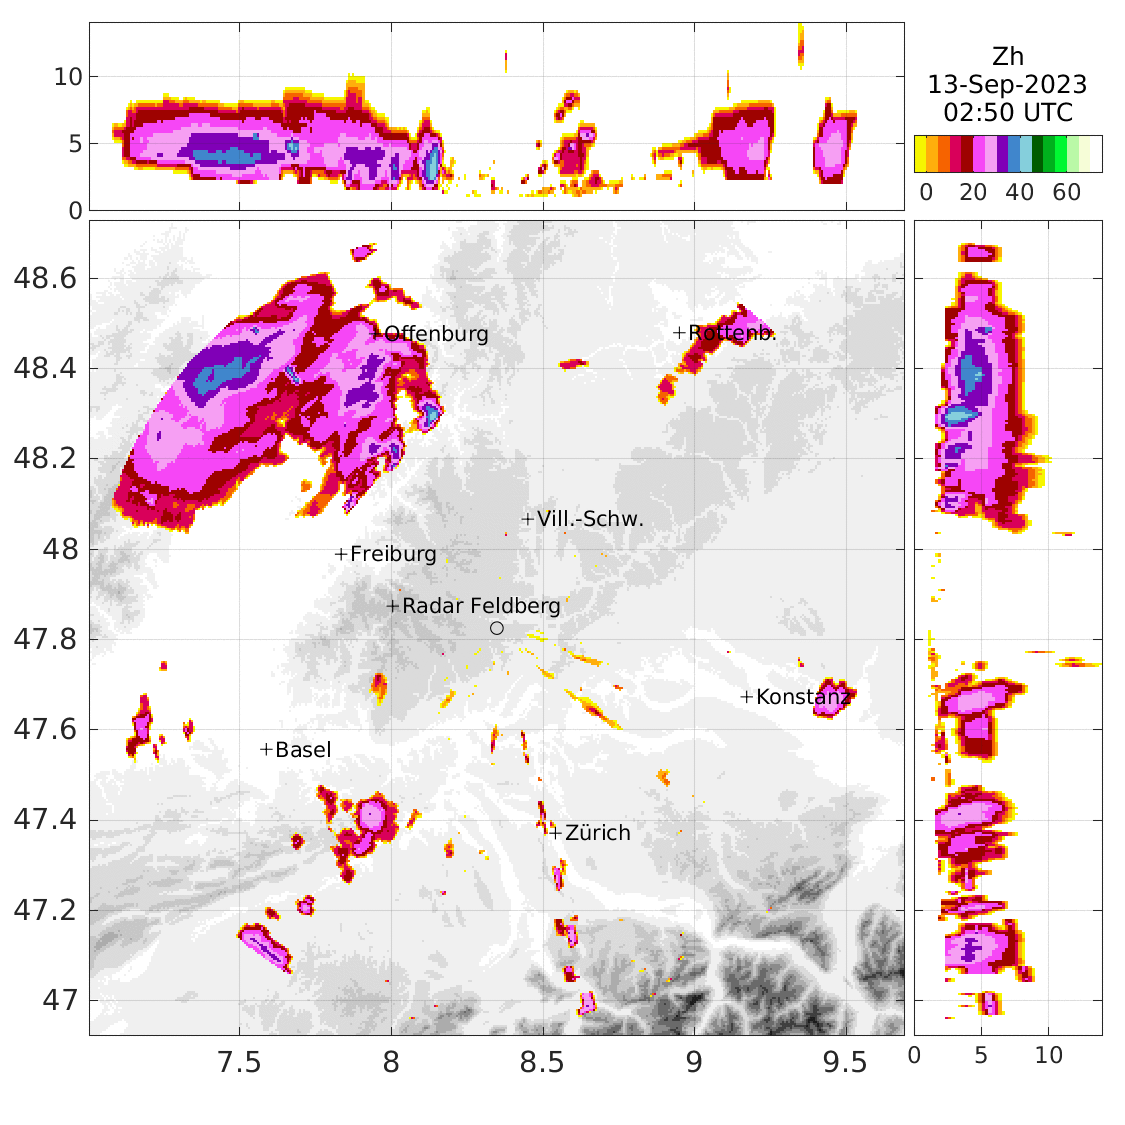 10
5
0
Zh
13-Sep-2023
02:50 UTC
0 20 40 60
48.6
48.4
48.2
48
47.8
47.6
47.4
47.2
47
+Offenburg
+Rottenb.
+Vill.-Schw.
+Freiburg
+Radar Feldberg
+Konstanz
+Basel
+Zürich
7.5 8 8.5 9 9.5
0 5 10